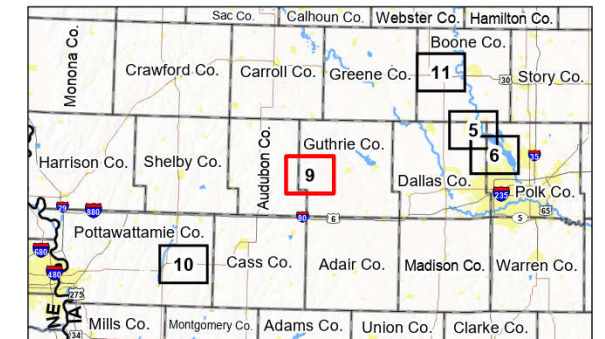 Sac Co. Calhoun Co. Webster Co. Hamilton Co.
Boone Co.
Monona Co. Crawford Co. Carroll Co. Greene Co. 11 30 Story Co.
5
Harrison Co. Shelby Co. Audubon Co. Guthrie Co. 6 35
9 Dallas Co. 235 Polk Co.
29 880 80 6 5 65
Pottawattamie Co.
680 480 10 Cass Co. Adair Co. Madison Co. Warren Co.
275
NE IA Mills Co. Montgomery Co. Adams Co. Union Co. Clarke Co.
34